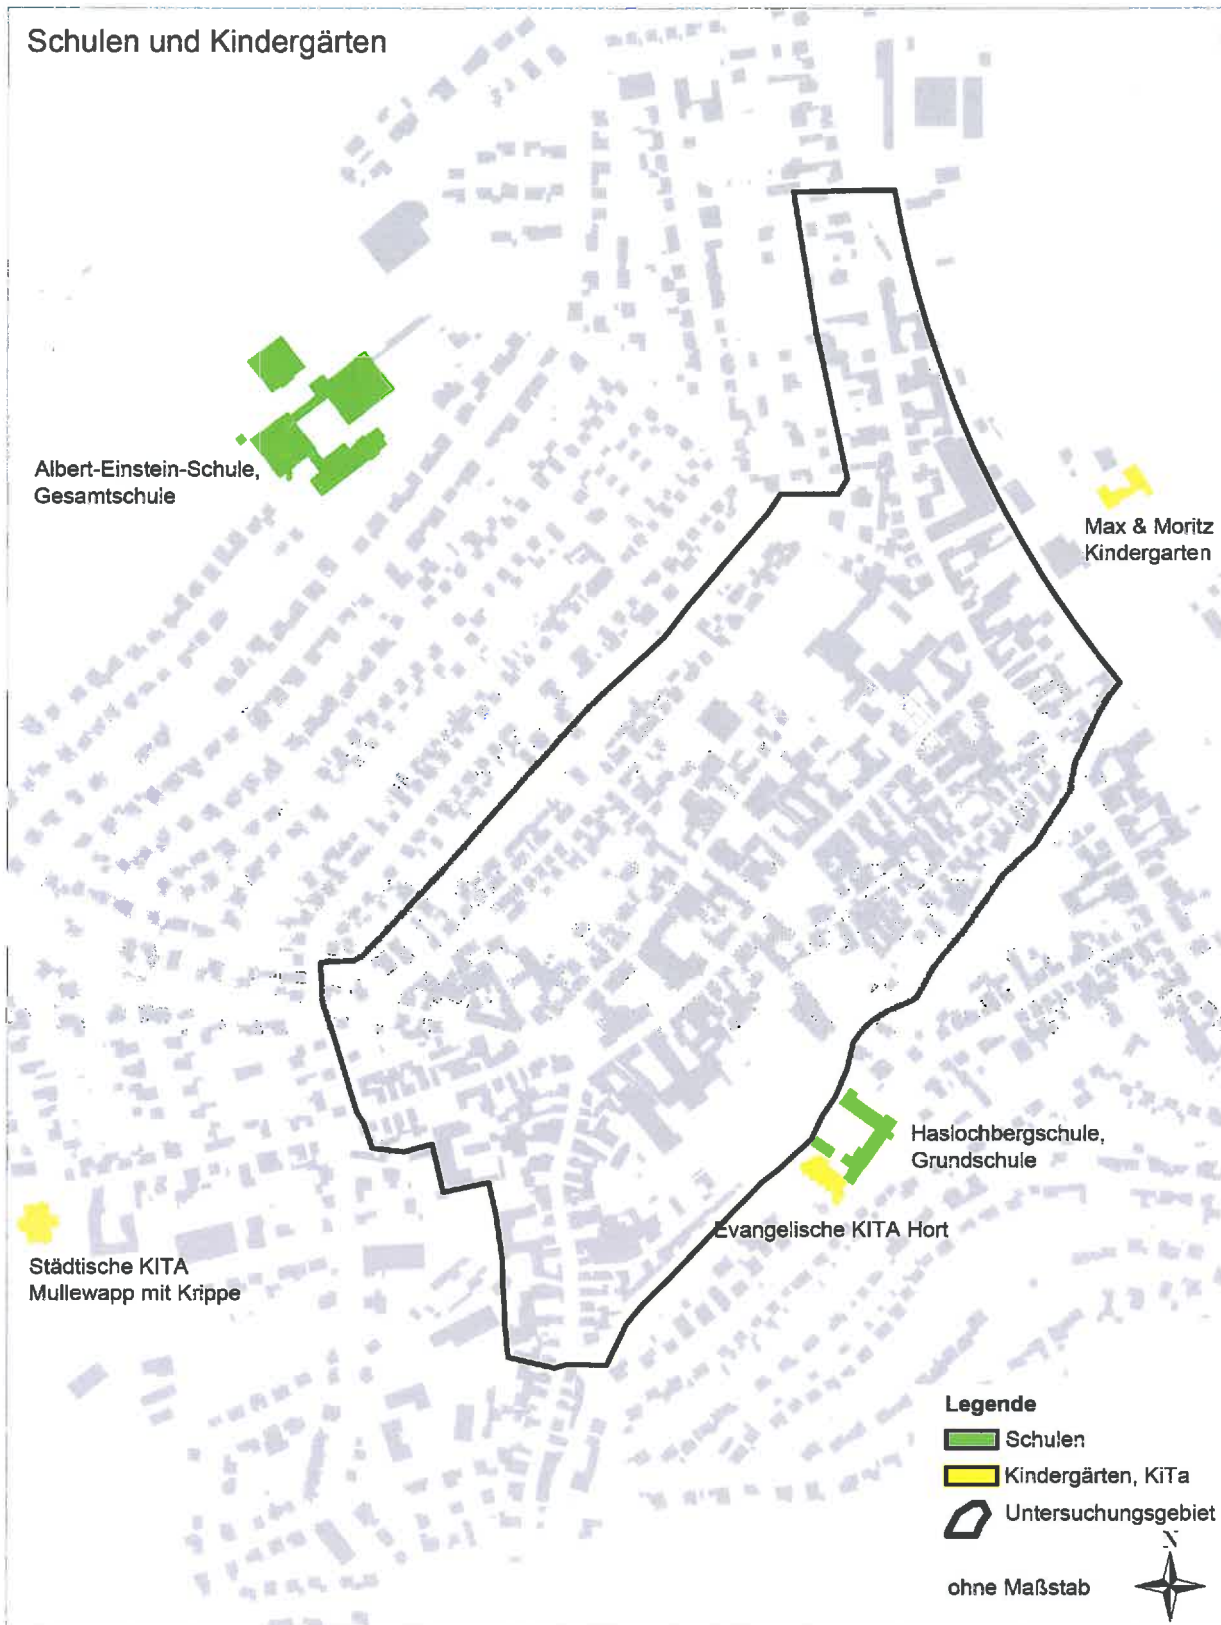 Schulen und Kindergärten
Albert-Einstein-Schule,
Gesamtschule
Max & Moritz
Kindergarten
Haslochbergschule,
Grundschule
Evangelische KITA Hort
Städtische KITA
Mullewapp mit Krippe
Legende
Schulen
Kindergärten, KiTa
Untersuchungsgebiet
N
ohne Maßstab